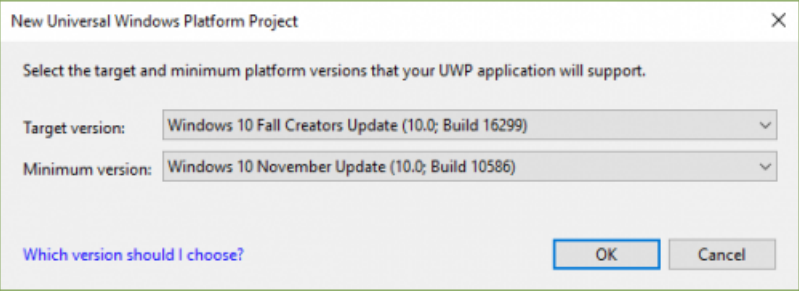 New Universal Windows Platform Project
Select the target and minimum platform versions that your UWP application will support.
Target version: Windows 10 Fall Creators Update (10.0; Build 16299)
Minimum version: Windows 10 November Update (10.0; Build 10586)
Which version should I choose? OK Cancel